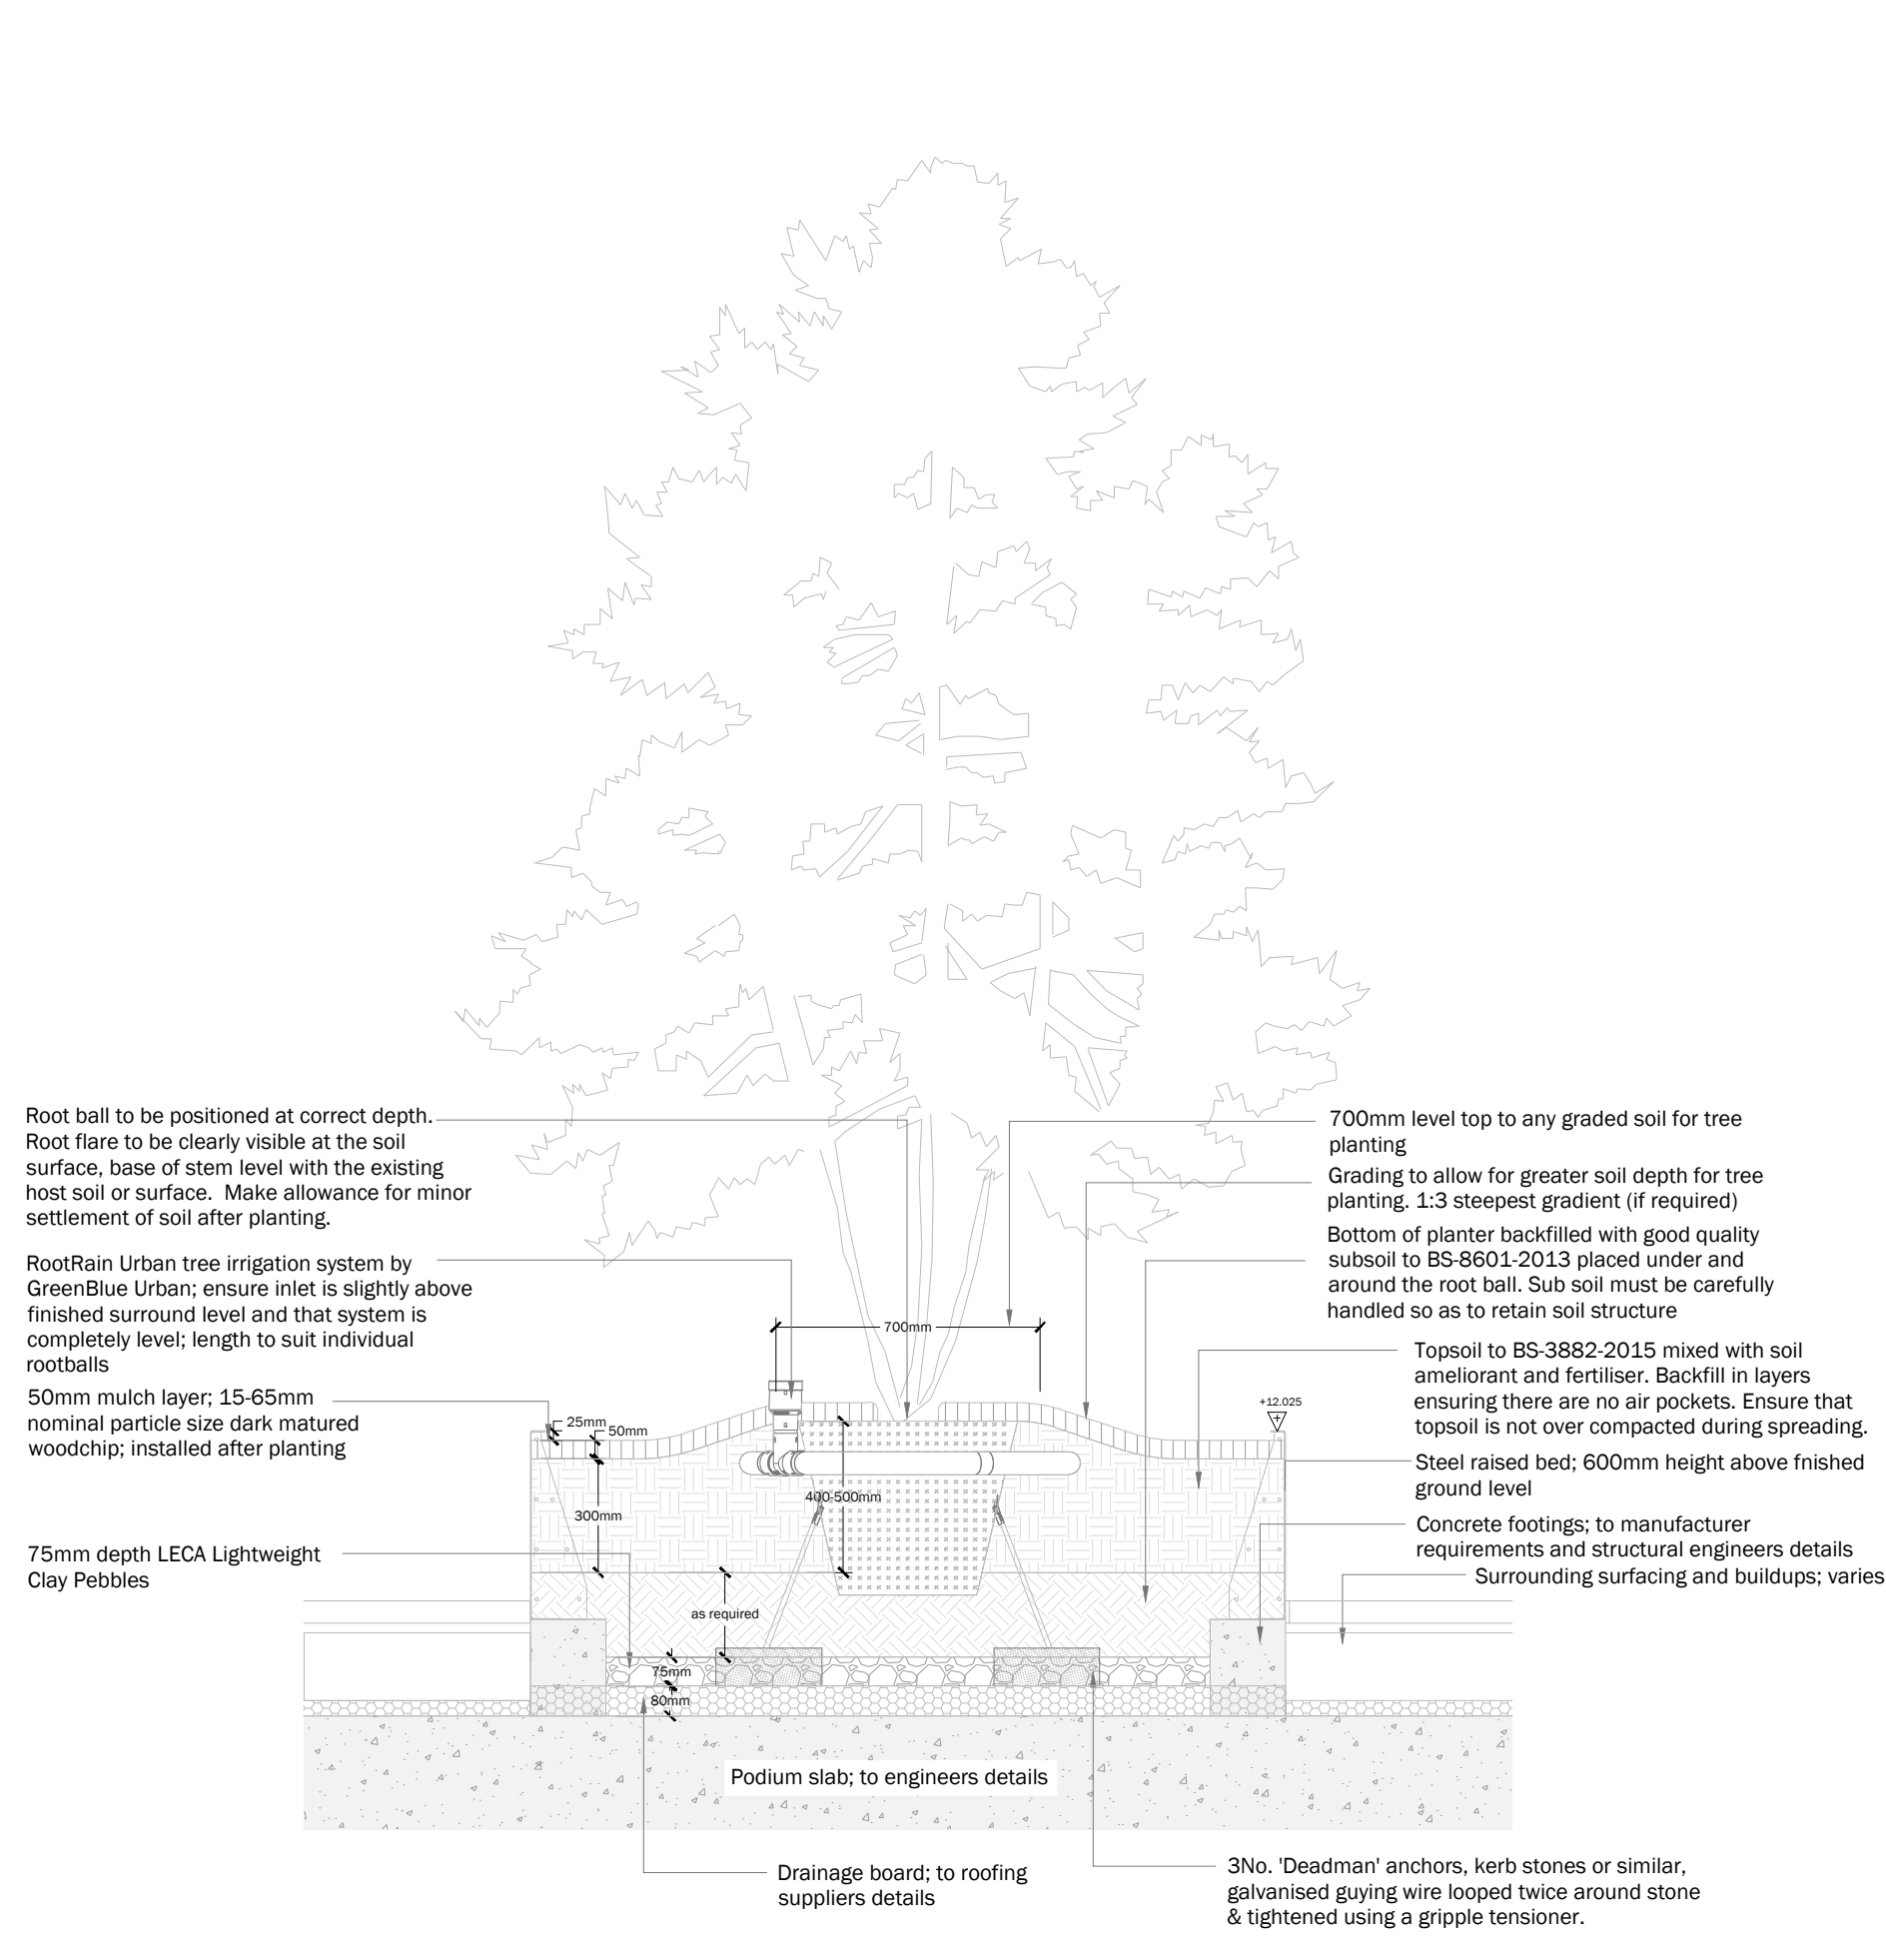 Root ball to be positioned at correct depth.
Root flare to be clearly visible at the soil
surface, base of stem level with the existing
host soil or surface.  Make allowance for minor
settlement of soil after planting.
RootRain Urban tree irrigation system by
GreenBlue Urban; ensure inlet is slightly above
finished surround level and that system is
completely level; length to suit individual
rootballs
50mm mulch layer; 15-65mm
nominal particle size dark matured
woodchip; installed after planting
75mm depth LECA Lightweight
Clay Pebbles
700mm level top to any graded soil for tree
planting
Grading to allow for greater soil depth for tree
planting. 1:3 steepest gradient (if required)
Bottom of planter backfilled with good quality
subsoil to BS-8601-2013 placed under and
around the root ball. Sub soil must be carefully
handled so as to retain soil structure
Topsoil to BS-3882-2015 mixed with soil
ameliorant and fertiliser. Backfill in layers
ensuring there are no air pockets. Ensure that
topsoil is not over compacted during spreading.
Steel raised bed; 600mm height above fnished
ground level
Concrete footings; to manufacturer
requirements and structural engineers details
Surrounding surfacing and buildups; varies
700mm
+12.025
25mm
50mm
400-500mm
300mm
as required
75mm
80mm
Podium slab; to engineers details
Drainage board; to roofing
suppliers details
3No. 'Deadman' anchors, kerb stones or similar,
galvanised guying wire looped twice around stone
& tightened using a gripple tensioner.